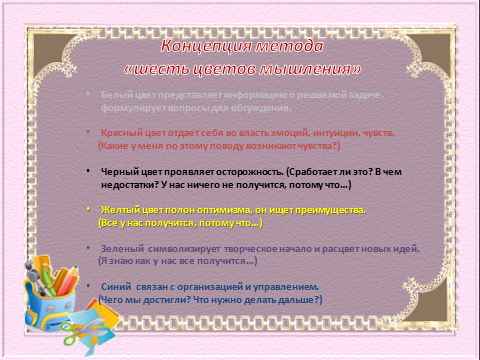 Концепция метода
«шесть цветов мышления»
• Белый цвет представляет информацию о решаемой задаче,
формулирует вопросы для обсуждения.
• Красный цвет отдает себя во власть эмоций, интуиции, чувств.
(Какие у меня по этому поводу возникают чувства?)
• Черный цвет проявляет осторожность. (Сработает ли это? В чем
недостатки? У нас ничего не получится, потому что…)
• Желтый цвет полон оптимизма, он ищет преимущества.
(Все у нас получится, потому что…)
• Зеленый символизирует творческое начало и расцвет новых идей.
(Я знаю как у нас все получится…)
• Синий связан с организацией и управлением.
(Чего мы достигли? Что нужно делать дальше?)